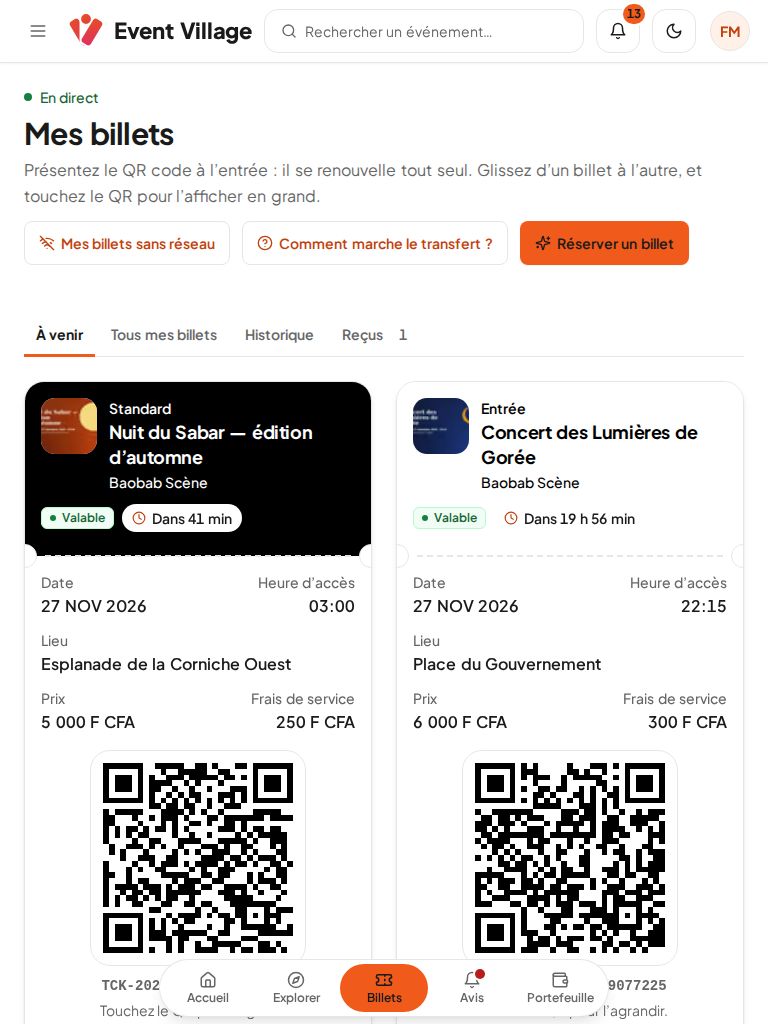 Event Village
Rechercher un événement…
13
FM
En direct
Mes billets
Présentez le QR code à l’entrée : il se renouvelle tout seul. Glissez d’un billet à l’autre, et
touchez le QR pour l’afficher en grand.
Mes billets sans réseau
Comment marche le transfert ?
Réserver un billet
À venir
Tous mes billets
Historique
Reçus 1
Standard
Nuit du Sabar — édition
d’automne
Baobab Scène
Valable
Dans 41 min
Date
Heure d’accès
27 NOV 2026
03:00
Lieu
Esplanade de la Corniche Ouest
Prix
Frais de service
5 000 F CFA
250 F CFA
TCK-202
Touchez le
Entrée
Concert des Lumières de
Gorée
Baobab Scène
Valable
Dans 19 h 56 min
Date
Heure d’accès
27 NOV 2026
22:15
Lieu
Place du Gouvernement
Prix
Frais de service
6 000 F CFA
300 F CFA
9077225
l’agrandir.
Accueil
Explorer
Billets
Avis
Portefeuille